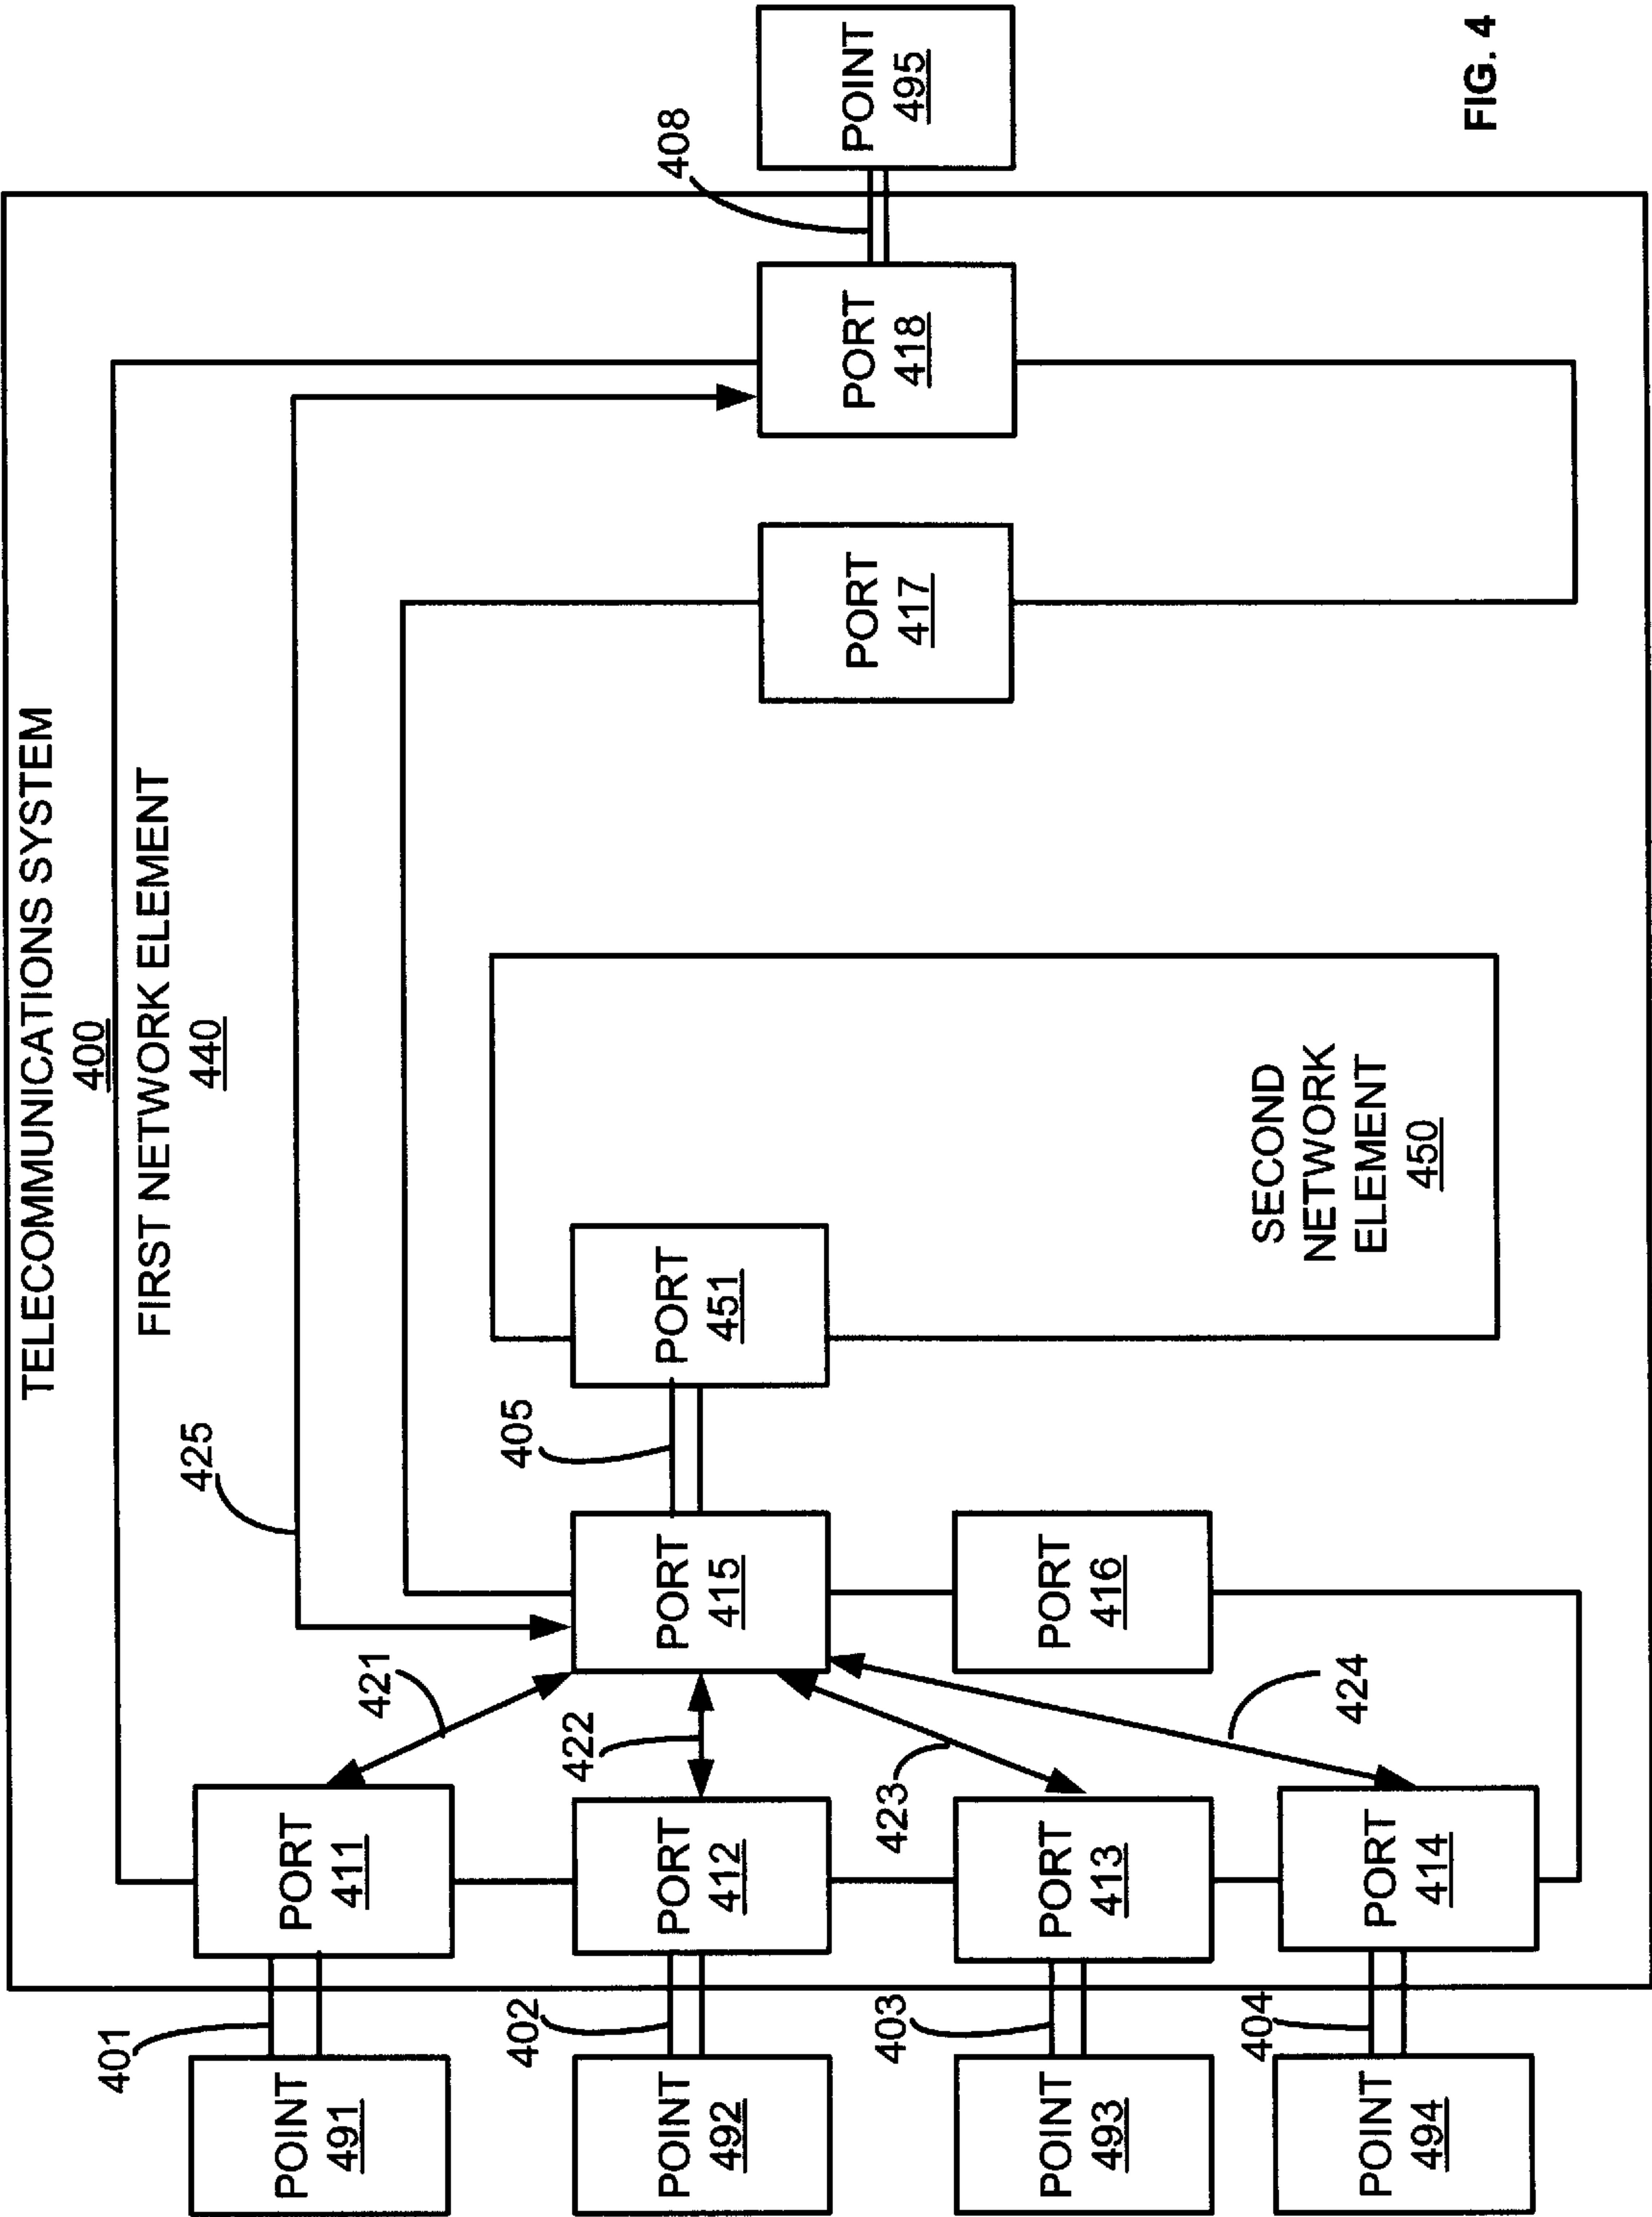 TELECOMMUNICATIONS SYSTEM
400
FIRST NETWORK ELEMENT
440
425
421
401
POINT
491
PORT
411
422
402
POINT
492
PORT
412
PORT
415
405
PORT
451
423
403
POINT
493
PORT
413
PORT
416
424
404
POINT
494
PORT
414
SECOND
NETWORK
ELEMENT
450
PORT
417
PORT
418
408
POINT
495
FIG. 4